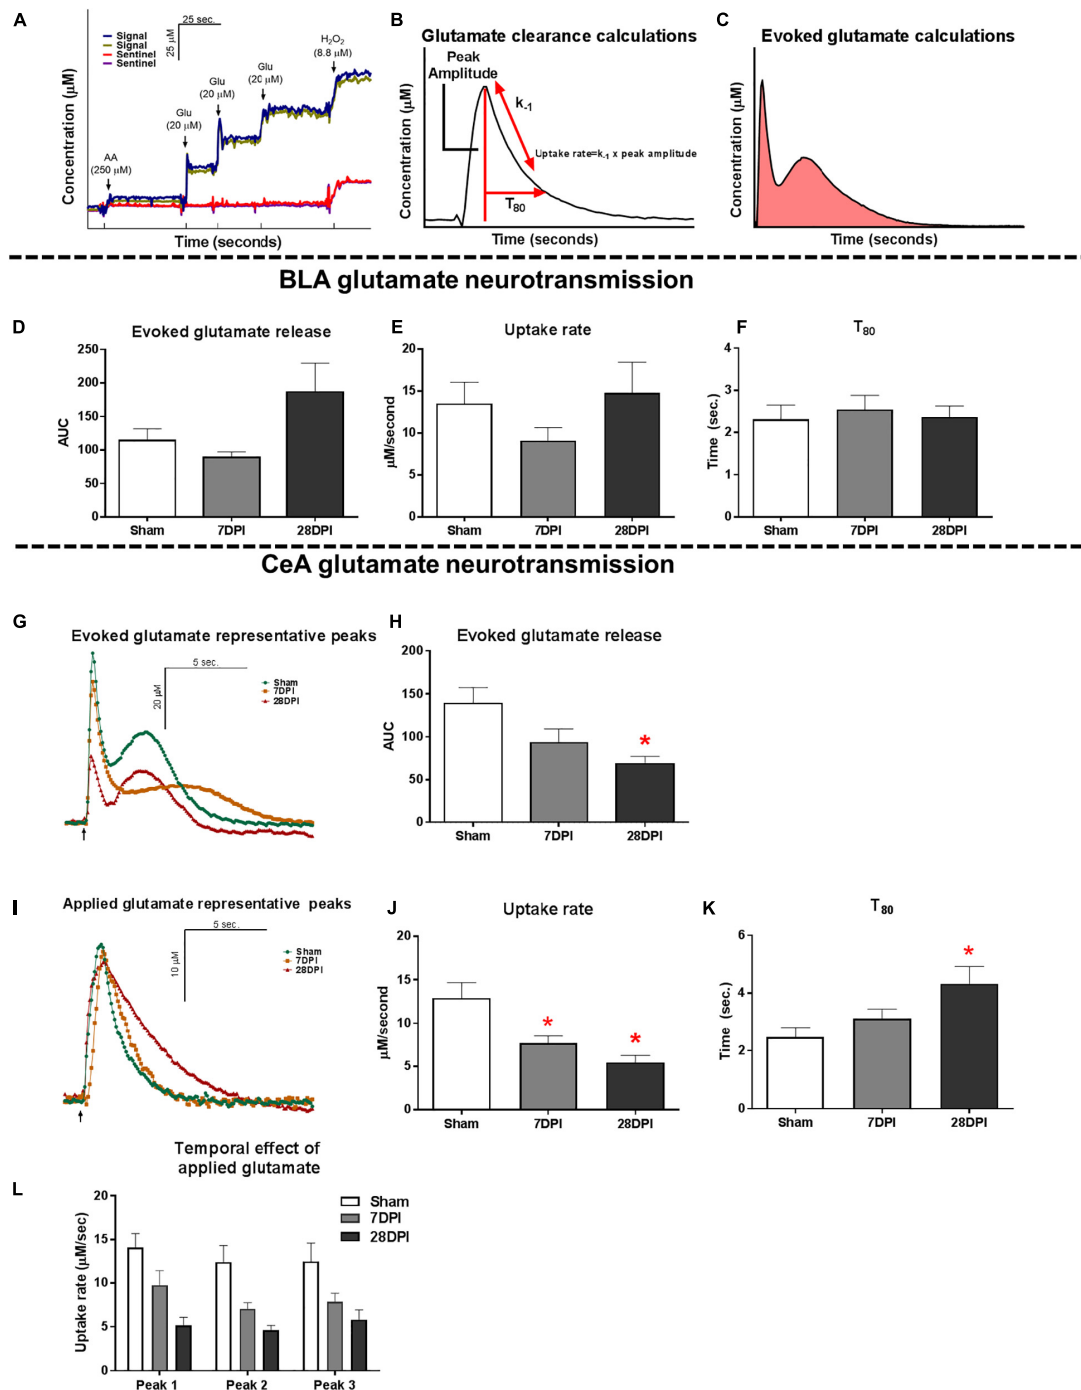 A
25 sec.
25 µM
Signal
Signal
Sentinel
Sentinel
AA
(250 µM)
Glu
(20 µM)
Glu
(20 µM)
Glu
(20 µM)
H2O2
(8.8 µM)
Concentration (µM)
Time (seconds)
B
Glutamate clearance calculations
Peak
Amplitude
k-1
Uptake rate=k-1 x peak amplitude
T80
Concentration (µM)
Time (seconds)
C
Evoked glutamate calculations
Concentration (µM)
Time (seconds)
BLA glutamate neurotransmission
D
Evoked glutamate release
AUC
250
200
150
100
50
0
Sham 7DPI 28DPI
E
Uptake rate
µM/second
20
15
10
5
0
Sham 7DPI 28DPI
F
T80
Time (sec.)
4
3
2
1
0
Sham 7DPI 28DPI
CeA glutamate neurotransmission
G
Evoked glutamate representative peaks
5 sec.
20 µM
Sham
7DPI
28DPI
H
Evoked glutamate release
AUC
200
150
100
50
0
*
Sham 7DPI 28DPI
I
Applied glutamate representative peaks
5 sec.
10 µM
Sham
7DPI
28DPI
J
Uptake rate
µM/second
20
15
10
5
0
* *
Sham 7DPI 28DPI
K
T80
Time (sec.)
6
4
2
0
*
Sham 7DPI 28DPI
L
Temporal effect of
applied glutamate
Uptake rate (µM/sec)
20
15
10
5
0
Sham
7DPI
28DPI
Peak 1 Peak 2 Peak 3